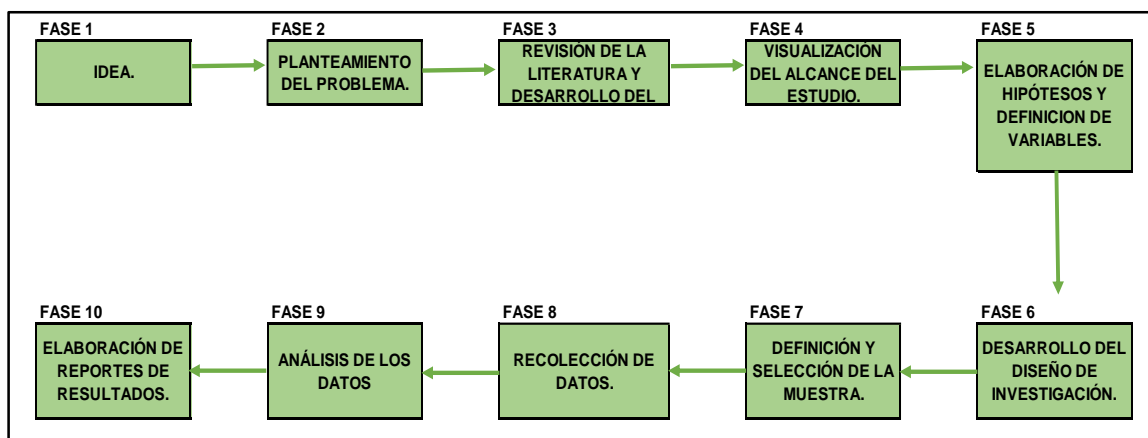 FASE 1
IDEA.
FASE 2
PLANTEAMIENTO
DEL PROBLEMA.
FASE 3
REVISIÓN DE LA
LITERATURA Y
DESARROLLO DEL
FASE 4
VISUALIZACIÓN
DEL ALCANCE DEL
ESTUDIO.
FASE 5
ELABORACIÓN DE
HIPÓTESOS Y
DEFINICION DE
VARIABLES.
FASE 10
ELABORACIÓN DE
REPORTES DE
RESULTADOS.
FASE 9
ANÁLISIS DE LOS
DATOS
FASE 8
RECOLECCIÓN DE
DATOS.
FASE 7
DEFINICIÓN Y
SELECCIÓN DE LA
MUESTRA.
FASE 6
DESARROLLO DEL
DISEÑO DE
INVESTIGACIÓN.